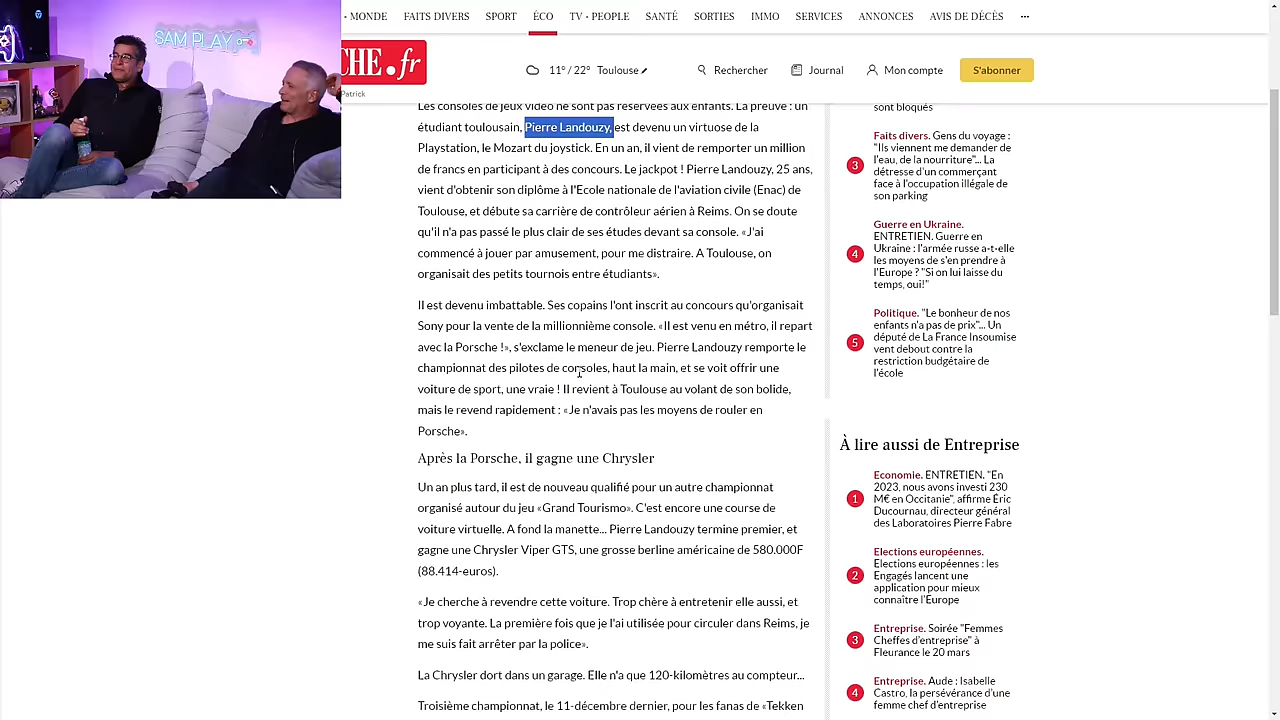 SAM PLAY
• MONDE FAITS DIVERS SPORT ÉCO TV • PEOPLE SANTÉ SORTIES IMMO SERVICES ANNONCES AVIS DE DÉCÈS ...
CHE.fr
11° / 22° Toulouse
Rechercher
Journal
Mon compte
S'abonner
Patrick
Les consoles de jeux vidéo ne sont pas réservées aux enfants. La preuve : un
étudiant toulousain, Pierre Landouzy, est devenu un virtuose de la
Playstation, le Mozart du joystick. En un an, il vient de remporter un million
de francs en participant à des concours. Le jackpot ! Pierre Landouzy, 25 ans,
vient d'obtenir son diplôme à l'Ecole nationale de l'aviation civile (Enac) de
Toulouse, et débute sa carrière de contrôleur aérien à Reims. On se doute
qu'il n'a pas passé le plus clair de ses études devant sa console. «J'ai
commencé à jouer par amusement, pour me distraire. A Toulouse, on
organisait des petits tournois entre étudiants».
Il est devenu imbattable. Ses copains l'ont inscrit au concours qu'organisait
Sony pour la vente de la millionnième console. «Il est venu en métro, il repart
avec la Porsche !», s'exclame le meneur de jeu. Pierre Landouzy remporte le
championnat des pilotes de consoles, haut la main, et se voit offrir une
voiture de sport, une vraie ! Il revient à Toulouse au volant de son bolide,
mais le revend rapidement : «Je n'avais pas les moyens de rouler en
Porsche».
Après la Porsche, il gagne une Chrysler
Un an plus tard, il est de nouveau qualifié pour un autre championnat
organisé autour du jeu «Grand Tourismo». C'est encore une course de
voiture virtuelle. A fond la manette... Pierre Landouzy termine premier, et
gagne une Chrysler Viper GTS, une grosse berline américaine de 580.000F
(88.414-euros).
«Je cherche à revendre cette voiture. Trop chère à entretenir elle aussi, et
trop voyante. La première fois que je l'ai utilisée pour circuler dans Reims, je
me suis fait arrêter par la police».
La Chrysler dort dans un garage. Elle n'a que 120-kilomètres au compteur...
Troisième championnat, le 11-décembre dernier, pour les fanas de «Tekken
sont bloqués
3
Faits divers. Gens du voyage :
"Ils viennent me demander de
l'eau, de la nourriture"... La
détresse d'un commerçant
face à l'occupation illégale de
son parking
4
Guerre en Ukraine.
ENTRETIEN. Guerre en
Ukraine : l'armée russe a-t-elle
les moyens de s'en prendre à
l'Europe ? "Si on lui laisse du
temps, oui!"
5
Politique. "Le bonheur de nos
enfants n'a pas de prix"... Un
député de La France Insoumise
vent debout contre la
restriction budgétaire de
l'école
À lire aussi de Entreprise
1
Economie. ENTRETIEN. "En
2023, nous avons investi 230
M€ en Occitanie", affirme Éric
Ducournau, directeur général
des Laboratoires Pierre Fabre
2
Elections européennes.
Elections européennes : les
Engagés lancent une
application pour mieux
connaître l'Europe
3
Entreprise. Soirée "Femmes
Cheffes d'entreprise" à
Fleurance le 20 mars
4
Entreprise. Aude : Isabelle
Castro, la persévérance d'une
femme chef d'entreprise